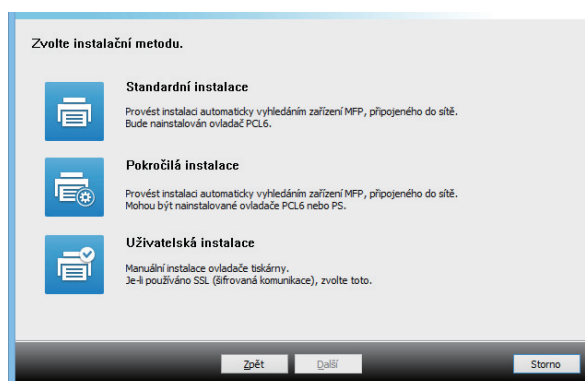 Zvolte instalační metodu.
Standardní instalace
Provést instalaci automaticky vyhledáním zařízení MFP, připojeného do sítě.
Bude nainstalován ovladač PCL6.
Pokročilá instalace
Provést instalaci automaticky vyhledáním zařízení MFP, připojeného do sítě.
Mohou být nainstalované ovladače PCL6 nebo PS.
Uživatelská instalace
Manuální instalace ovladače tiskárny.
Je-li používáno SSL (šifrovaná komunikace), zvolte toto.
Zpět
Další
Storno